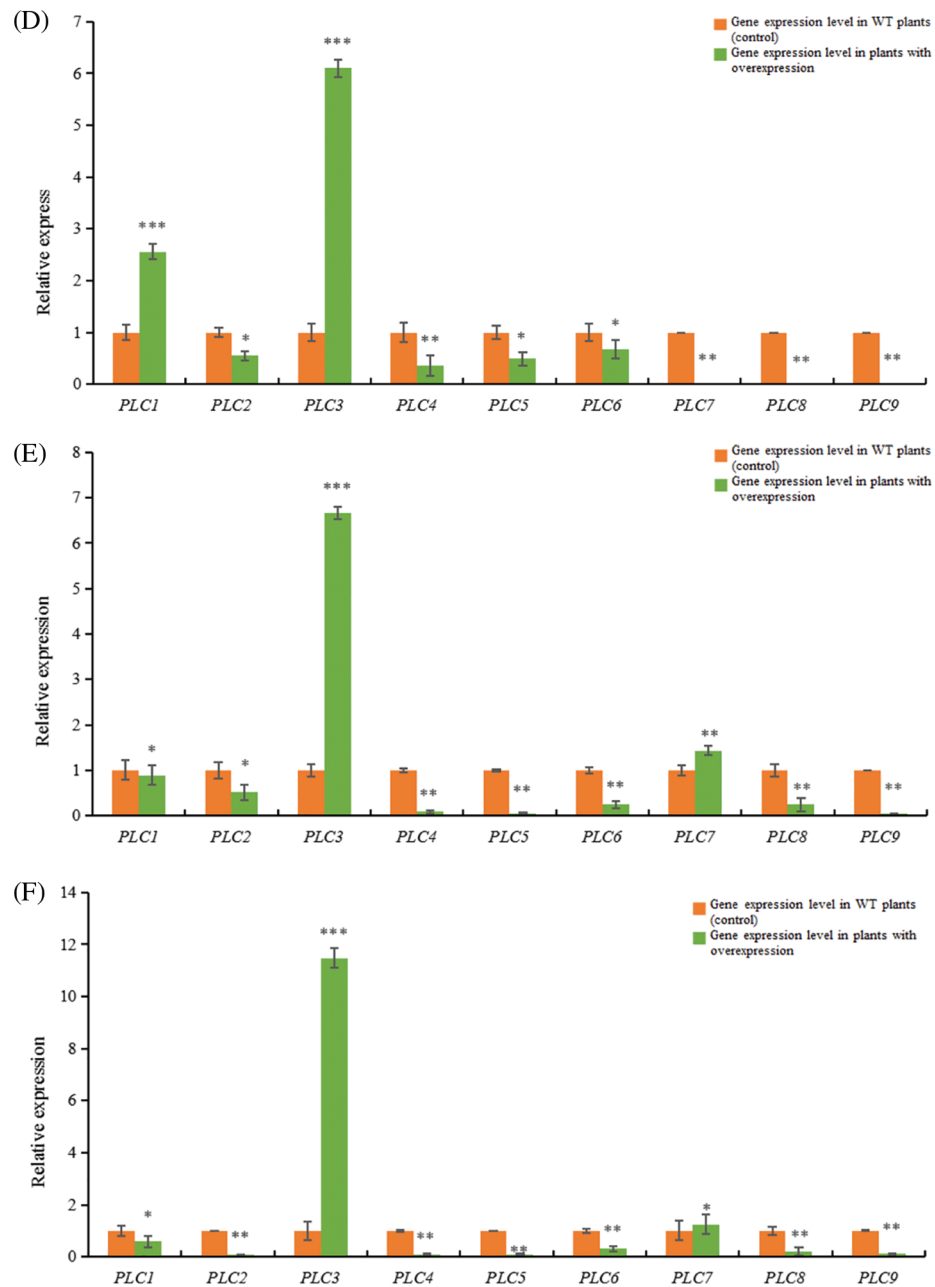 (D)
Gene expression level in WT plants
(control)
Gene expression level in plants with
overexpression
Relative express
7
6
5
4
3
2
1
0
***
*
***
**
*
*
**
**
**
PLC1 PLC2 PLC3 PLC4 PLC5 PLC6 PLC7 PLC8 PLC9
(E)
Gene expression level in WT plants
(control)
Gene expression level in plants with
overexpression
Relative expression
8
7
6
5
4
3
2
1
0
*
*
***
**
**
**
**
**
**
PLC1 PLC2 PLC3 PLC4 PLC5 PLC6 PLC7 PLC8 PLC9
(F)
Gene expression level in WT plants
(control)
Gene expression level in plants with
overexpression
Relative expression
14
12
10
8
6
4
2
0
*
**
***
**
**
**
*
**
**
PLC1 PLC2 PLC3 PLC4 PLC5 PLC6 PLC7 PLC8 PLC9